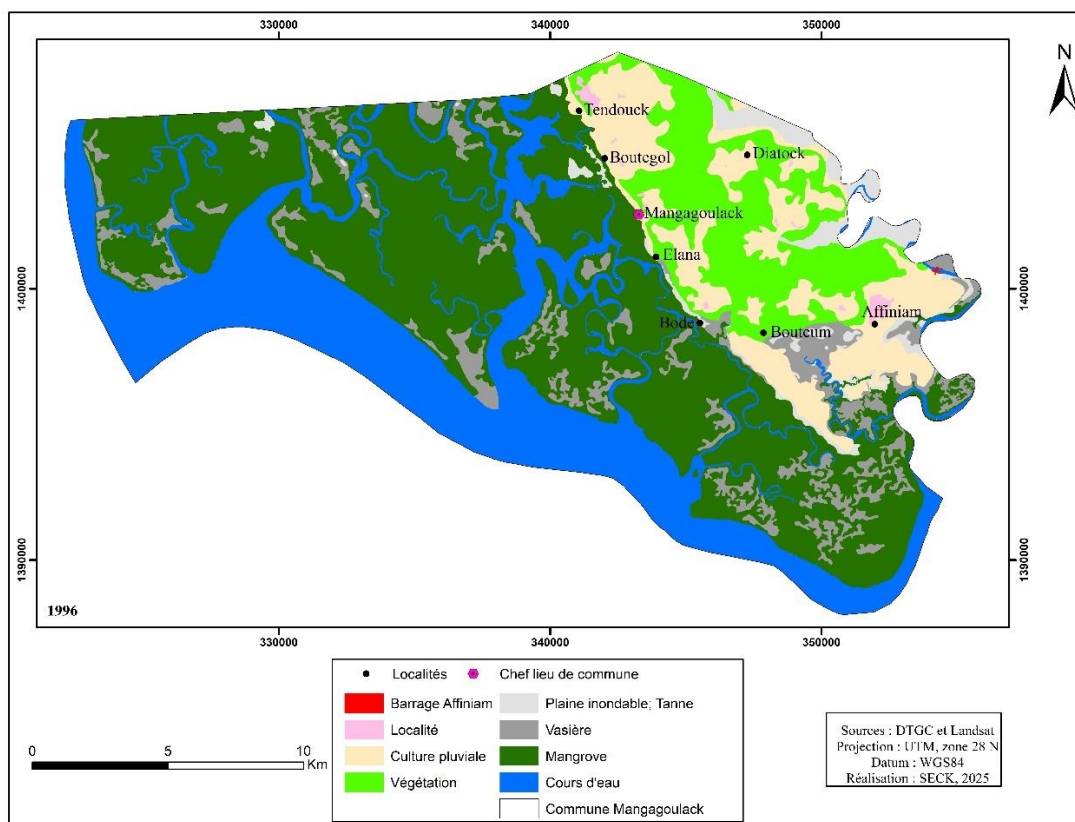 330000 340000 350000
N
Tendouck
Boutegol
Diatock
Mangagoulack
Elana
1400000 1400000
Affiniam
Bode
Bouteum
1390000 1390000
1996
330000 340000 350000
Localités Chef lieu de commune
Barrage Affiniam Plaine inondable; Tanne
Localité Vasière
Culture pluviale Mangrove
Végétation Cours d'eau
Commune Mangagoulack
0 5 10
Km
Sources : DTGC et Landsat
Projection : UTM, zone 28 N
Datum : WGS84
Réalisation : SECK, 2025